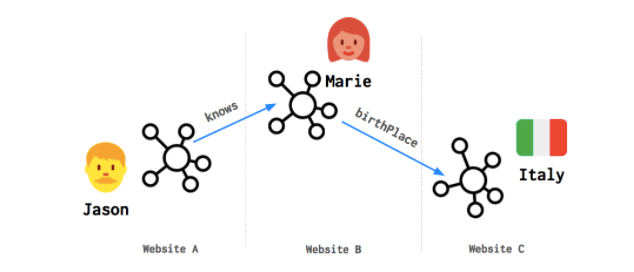 Marie
knows
birthPlace
Italy
Jason
Website A
Website B
Website C